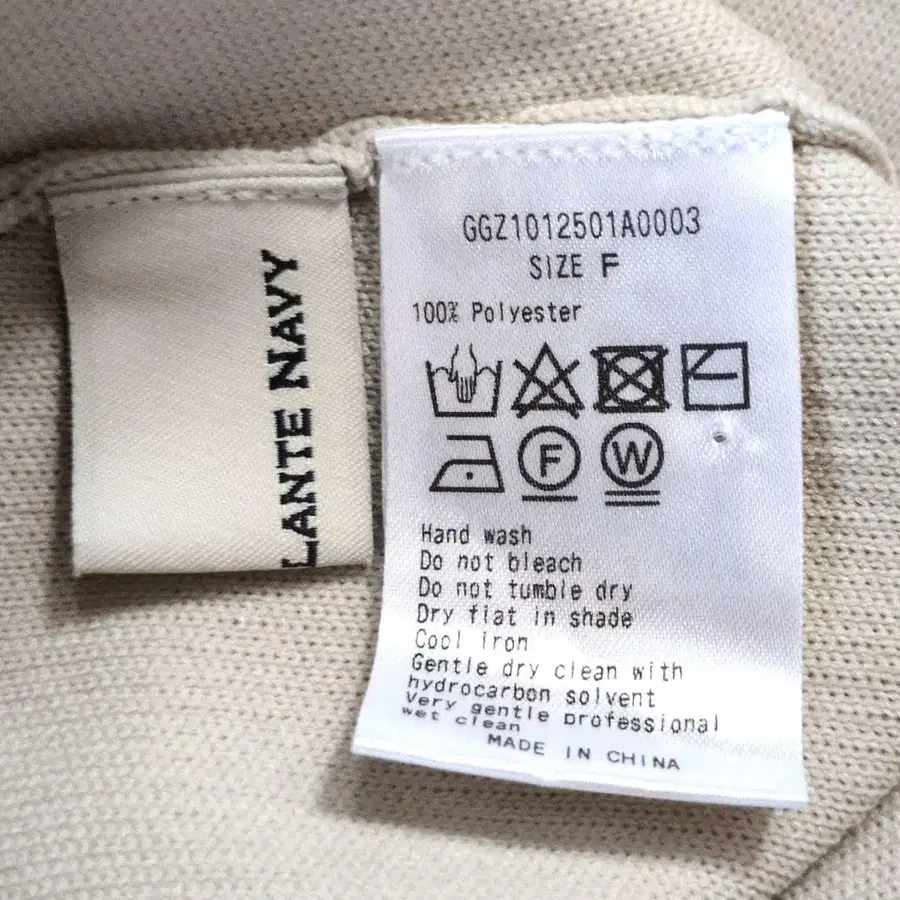 LANTE NAVY
GGZ1012501A0003
SIZE F
100% Polyester
F W
Hand wash
Do not bleach
Do not tumble dry
Dry flat in shade
Cool iron
Gentle dry clean with
hydrocarbon solvent
Very gentle professional
wet clean
MADE IN CHINA